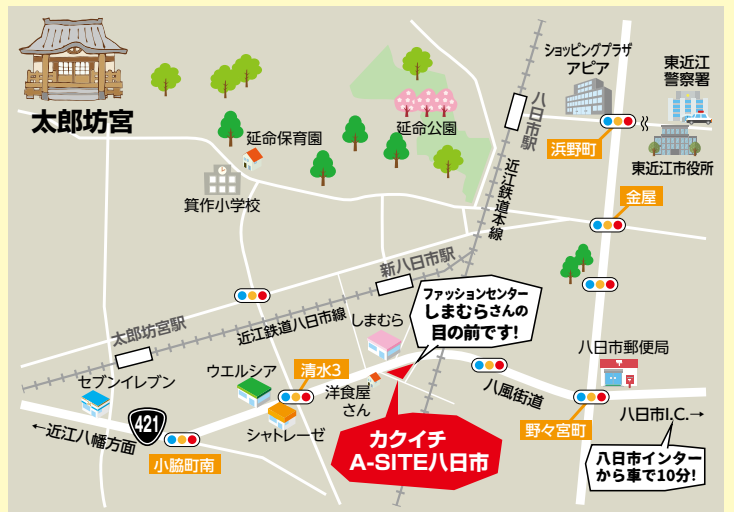 太郎坊宮
延命保育園
箕作小学校
延命公園
ショッピングプラザ
アピア
東近江
警察署
八日市駅
浜野町
東近江市役所
近江鉄道本線
金屋
新八日市駅
太郎坊宮駅
近江鉄道八日市線
ファッションセンター
しまむらさんの
目の前です!
しまむら
八日市郵便局
セブンイレブン
ウエルシア
清水3
洋食屋
さん
八風街道
421
シャトレーゼ
←近江八幡方面
小脇町南
カクイチ
A-SITE八日市
野々宮町
八日市I.C.→
八日市インター
から車で10分!